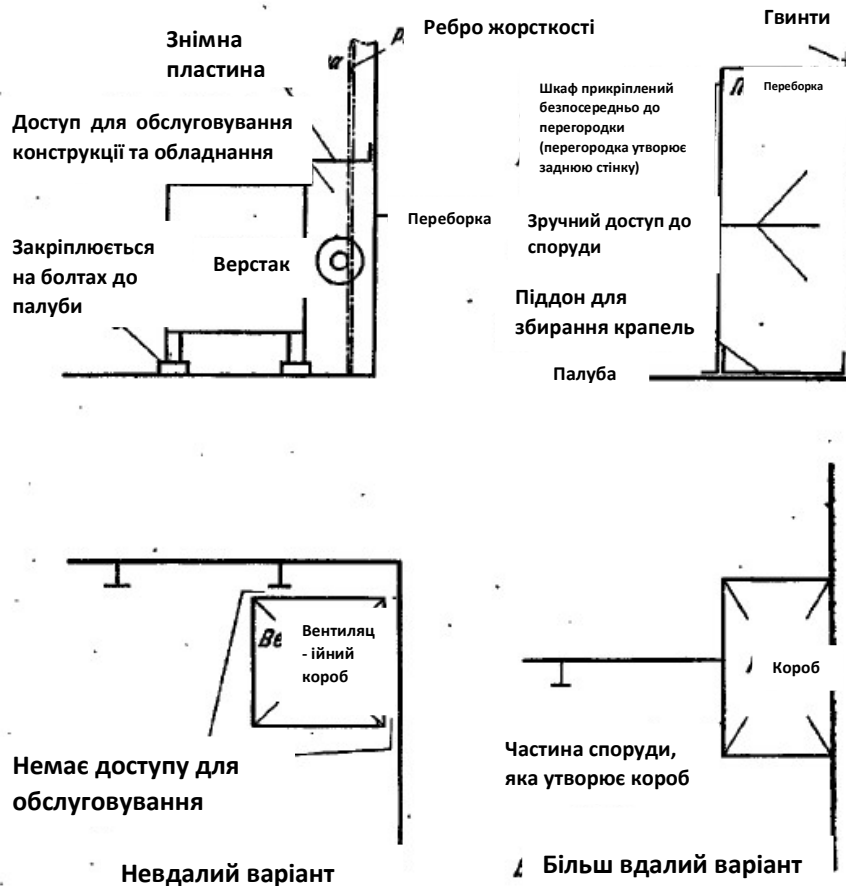 Знімна
пластина
Ребро жорсткості
Доступ для обслуговування
конструкції та обладнання
Переборка
Закріплюється
на болтах до
палуби
Верстак
Гвинти
Шкаф прикріплений
безпосередньо до
перегородки
(перегородка утворює
заднюю стінку)
Переборка
Зручний доступ до
споруди
Піддон для
збирання крапель
Палуба
Вентиляц
- ійний
короб
Немає доступу для
обслуговування
Невдалий варіант
Короб
Частина споруди,
яка утворює короб
Більш вдалий варіант